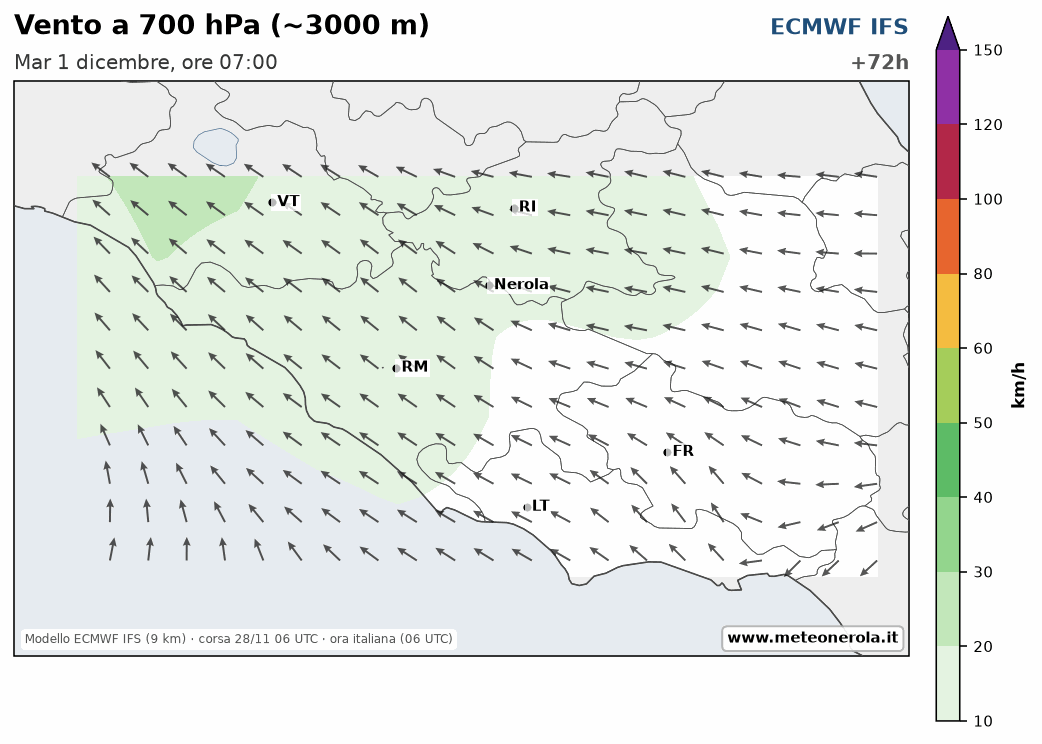 Vento a 700 hPa (~3000 m)
ECMWF IFS
Mar 1 dicembre, ore 07:00
+72h
150
120
100
80
60
50
40
30
20
10
km/h
VT
RI
Nerola
RM
FR
LT
Modello ECMWF IFS (9 km) · corsa 28/11 06 UTC · ora italiana (06 UTC)
www.meteonerola.it